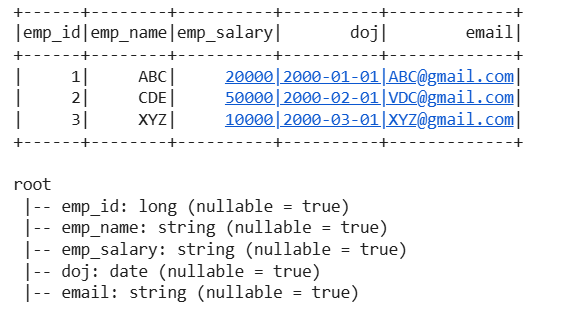 +------+--------+----------+----------+-------------+
|emp_id|emp_name|emp_salary|       doj|        email|
+------+--------+----------+----------+-------------+
|     1|     ABC|     20000|2000-01-01|ABC@gmail.com|
|     2|     CDE|     50000|2000-02-01|VDC@gmail.com|
|     3|     XYZ|     10000|2000-03-01|XYZ@gmail.com|
+------+--------+----------+----------+-------------+
root
 |-- emp_id: long (nullable = true)
 |-- emp_name: string (nullable = true)
 |-- emp_salary: string (nullable = true)
 |-- doj: date (nullable = true)
 |-- email: string (nullable = true)